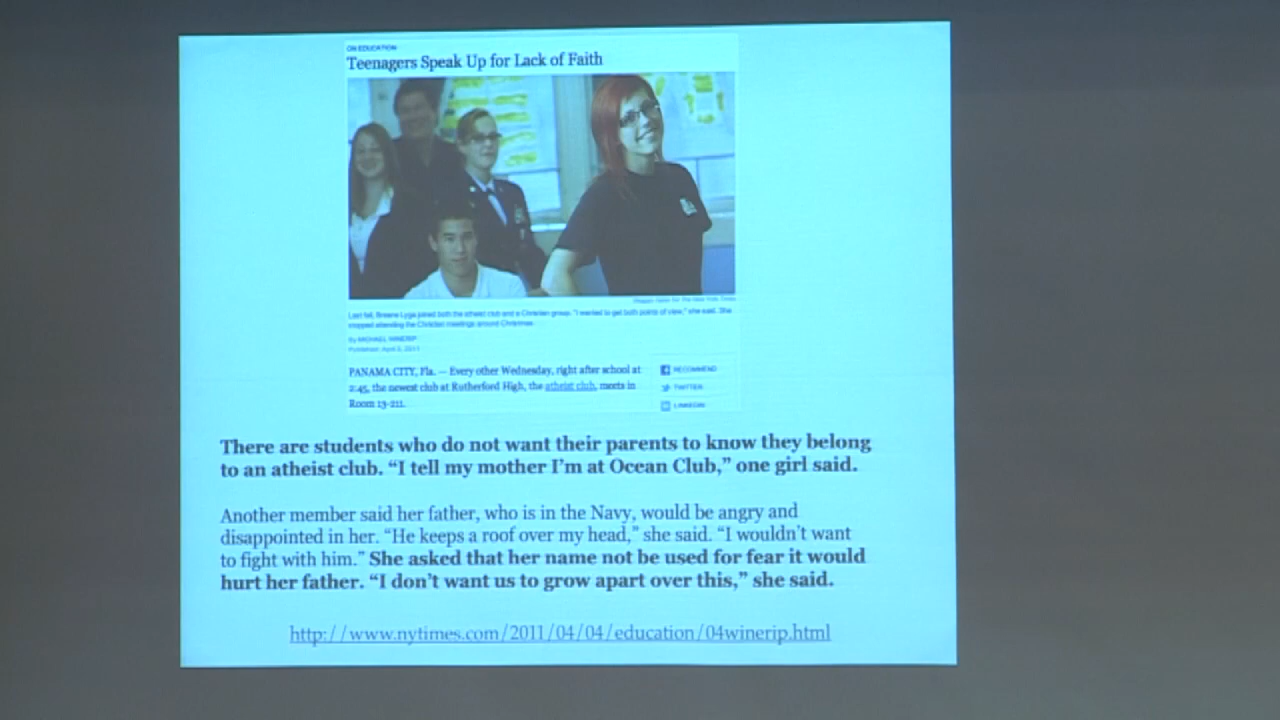 ON EDUCATION
Teenagers Speak Up for Lack of Faith
Last fall, Breane Lyga joined both the atheist club and a Christian group. "I wanted to get both points of view," she said. She
stopped attending the Christian meetings around Christmas.
By MICHAEL WINERIP
Published: April 3, 2011
PANAMA CITY, Fla. — Every other Wednesday, right after school at
2:45, the newest club at Rutherford High, the atheist club, meets in
Room 13-211.
RECOMMEND
TWITTER
LINKEDIN
There are students who do not want their parents to know they belong
to an atheist club. “I tell my mother I’m at Ocean Club,” one girl said.
Another member said her father, who is in the Navy, would be angry and
disappointed in her. “He keeps a roof over my head,” she said. “I wouldn’t want
to fight with him.” She asked that her name not be used for fear it would
hurt her father. “I don’t want us to grow apart over this,” she said.
http://www.nytimes.com/2011/04/04/education/04winerip.html